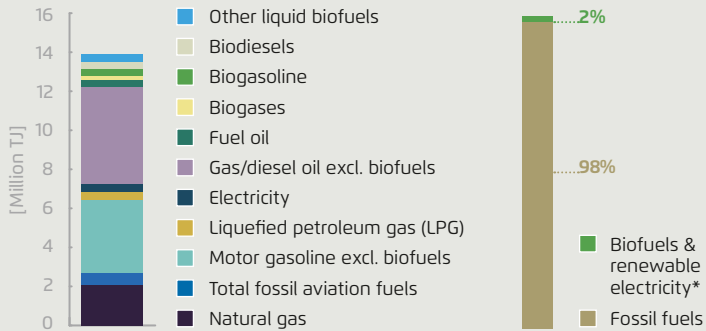 [Million TJ]
16
14
12
10
8
6
4
2
0
Other liquid biofuels
Biodiesels
Biogasoline
Biogases
Fuel oil
Gas/diesel oil excl. biofuels
Electricity
Liquefied petroleum gas (LPG)
Motor gasoline excl. biofuels
Total fossil aviation fuels
Natural gas
2%
98%
Biofuels &
renewable
electricity*
Fossil fuels